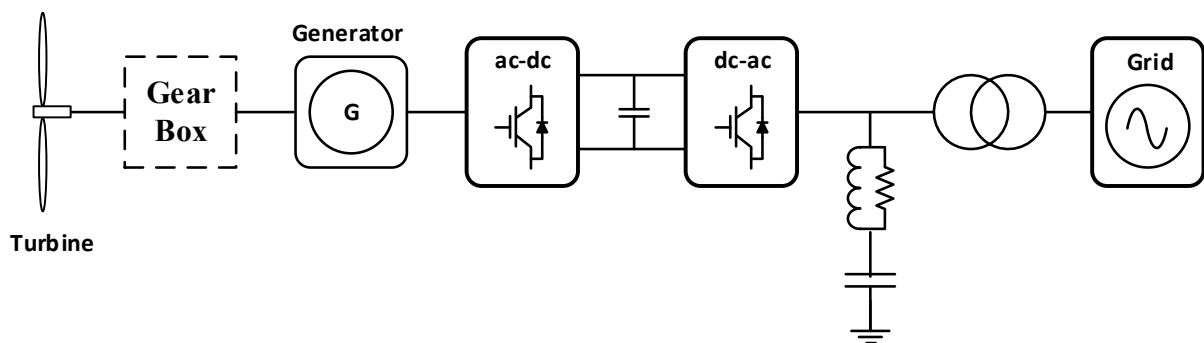 Generator
ac-dc
dc-ac
Grid
Gear
Box
G
Turbine